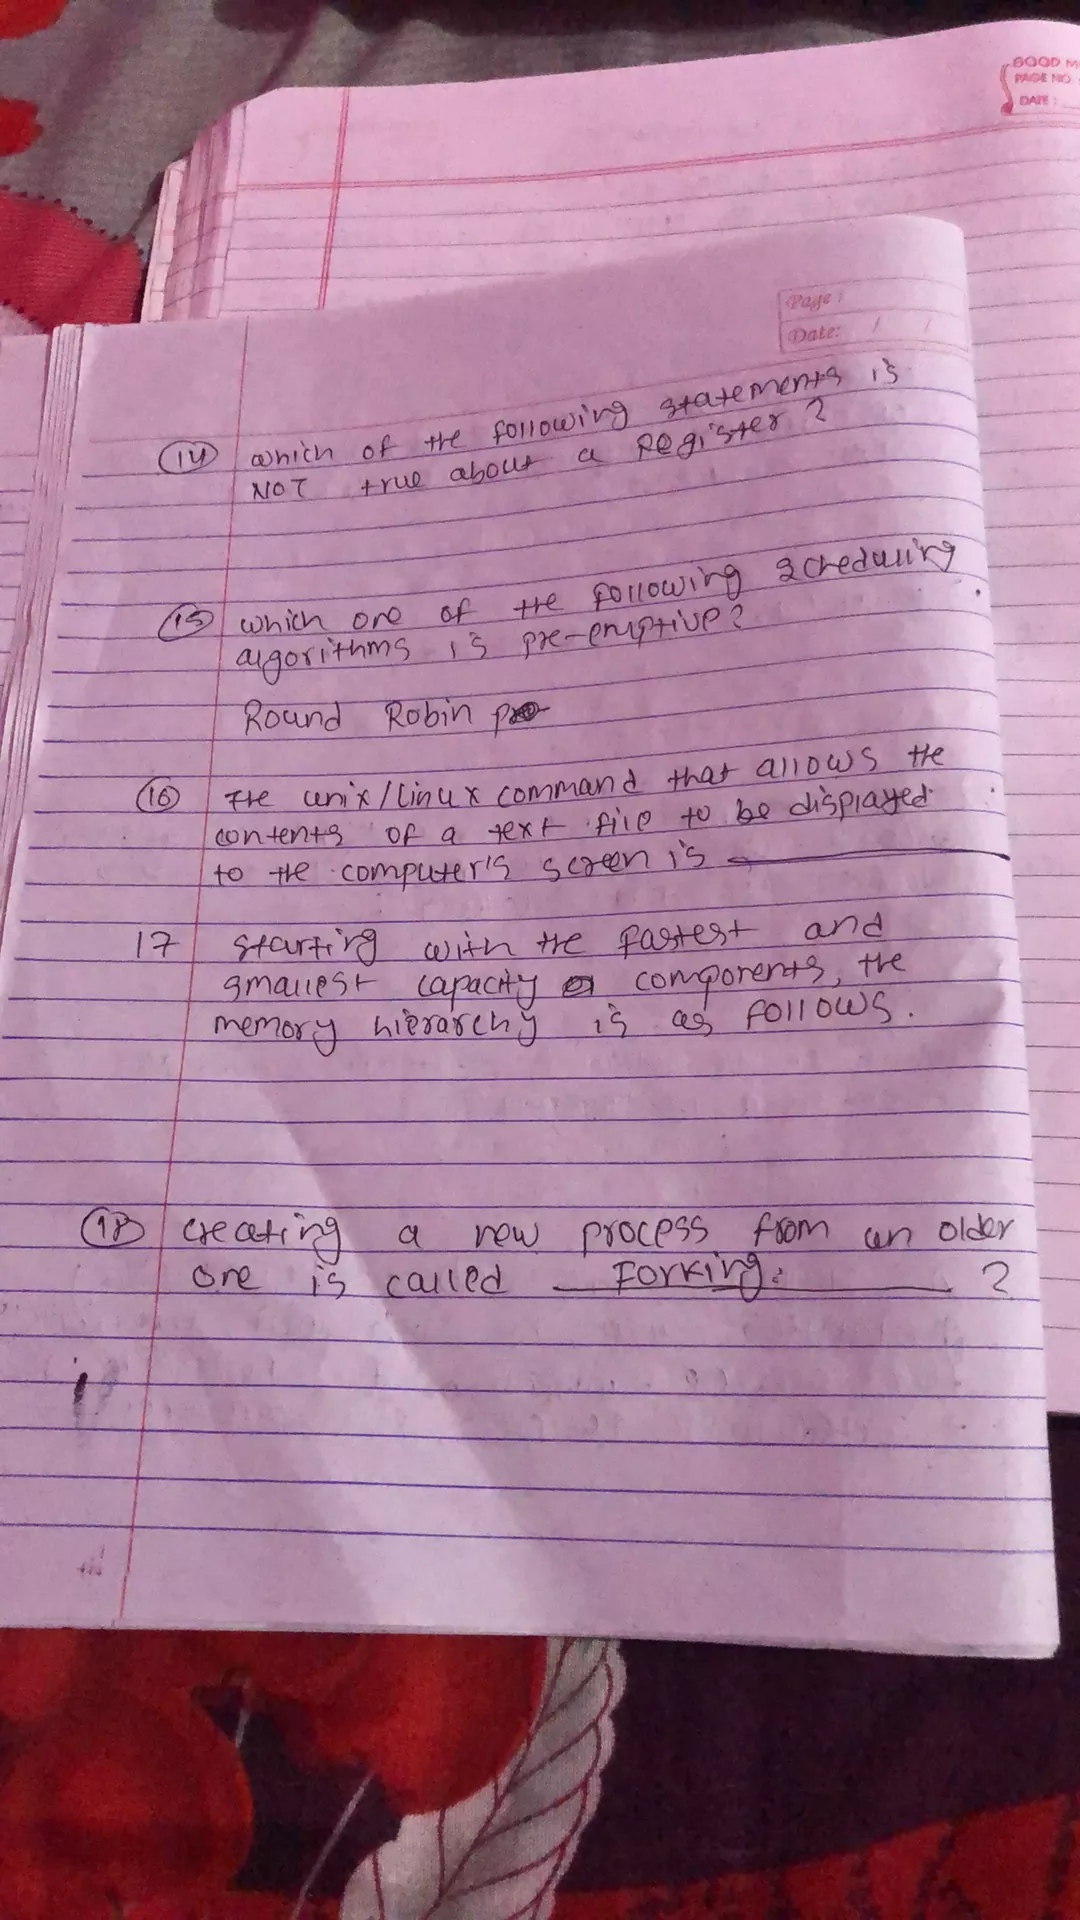 GOOD M
PAGE NO.
DATE:
Page:
Date: / /
(14) which of the following statements is
NOT true about a Register?
(15) which one of the following scheduling
algorithms is pre-emptive?
Round Robin
(16) The unix/linux command that allows the
contents of a text file to be displayed
to the computer's screen is
17 starting with the fastest and
smallest capacity components, the
memory hierarchy is as follows.
(18) creating a new process from an older
one is called Forking. ?